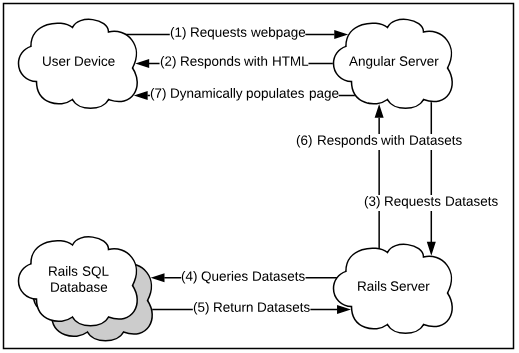 (1) Requests webpage
User Device
(2) Responds with HTML
Angular Server
(7) Dynamically populates page
(6) Responds with Datasets
(3) Requests Datasets
Rails SQL
Database
(4) Queries Datasets
Rails Server
(5) Return Datasets